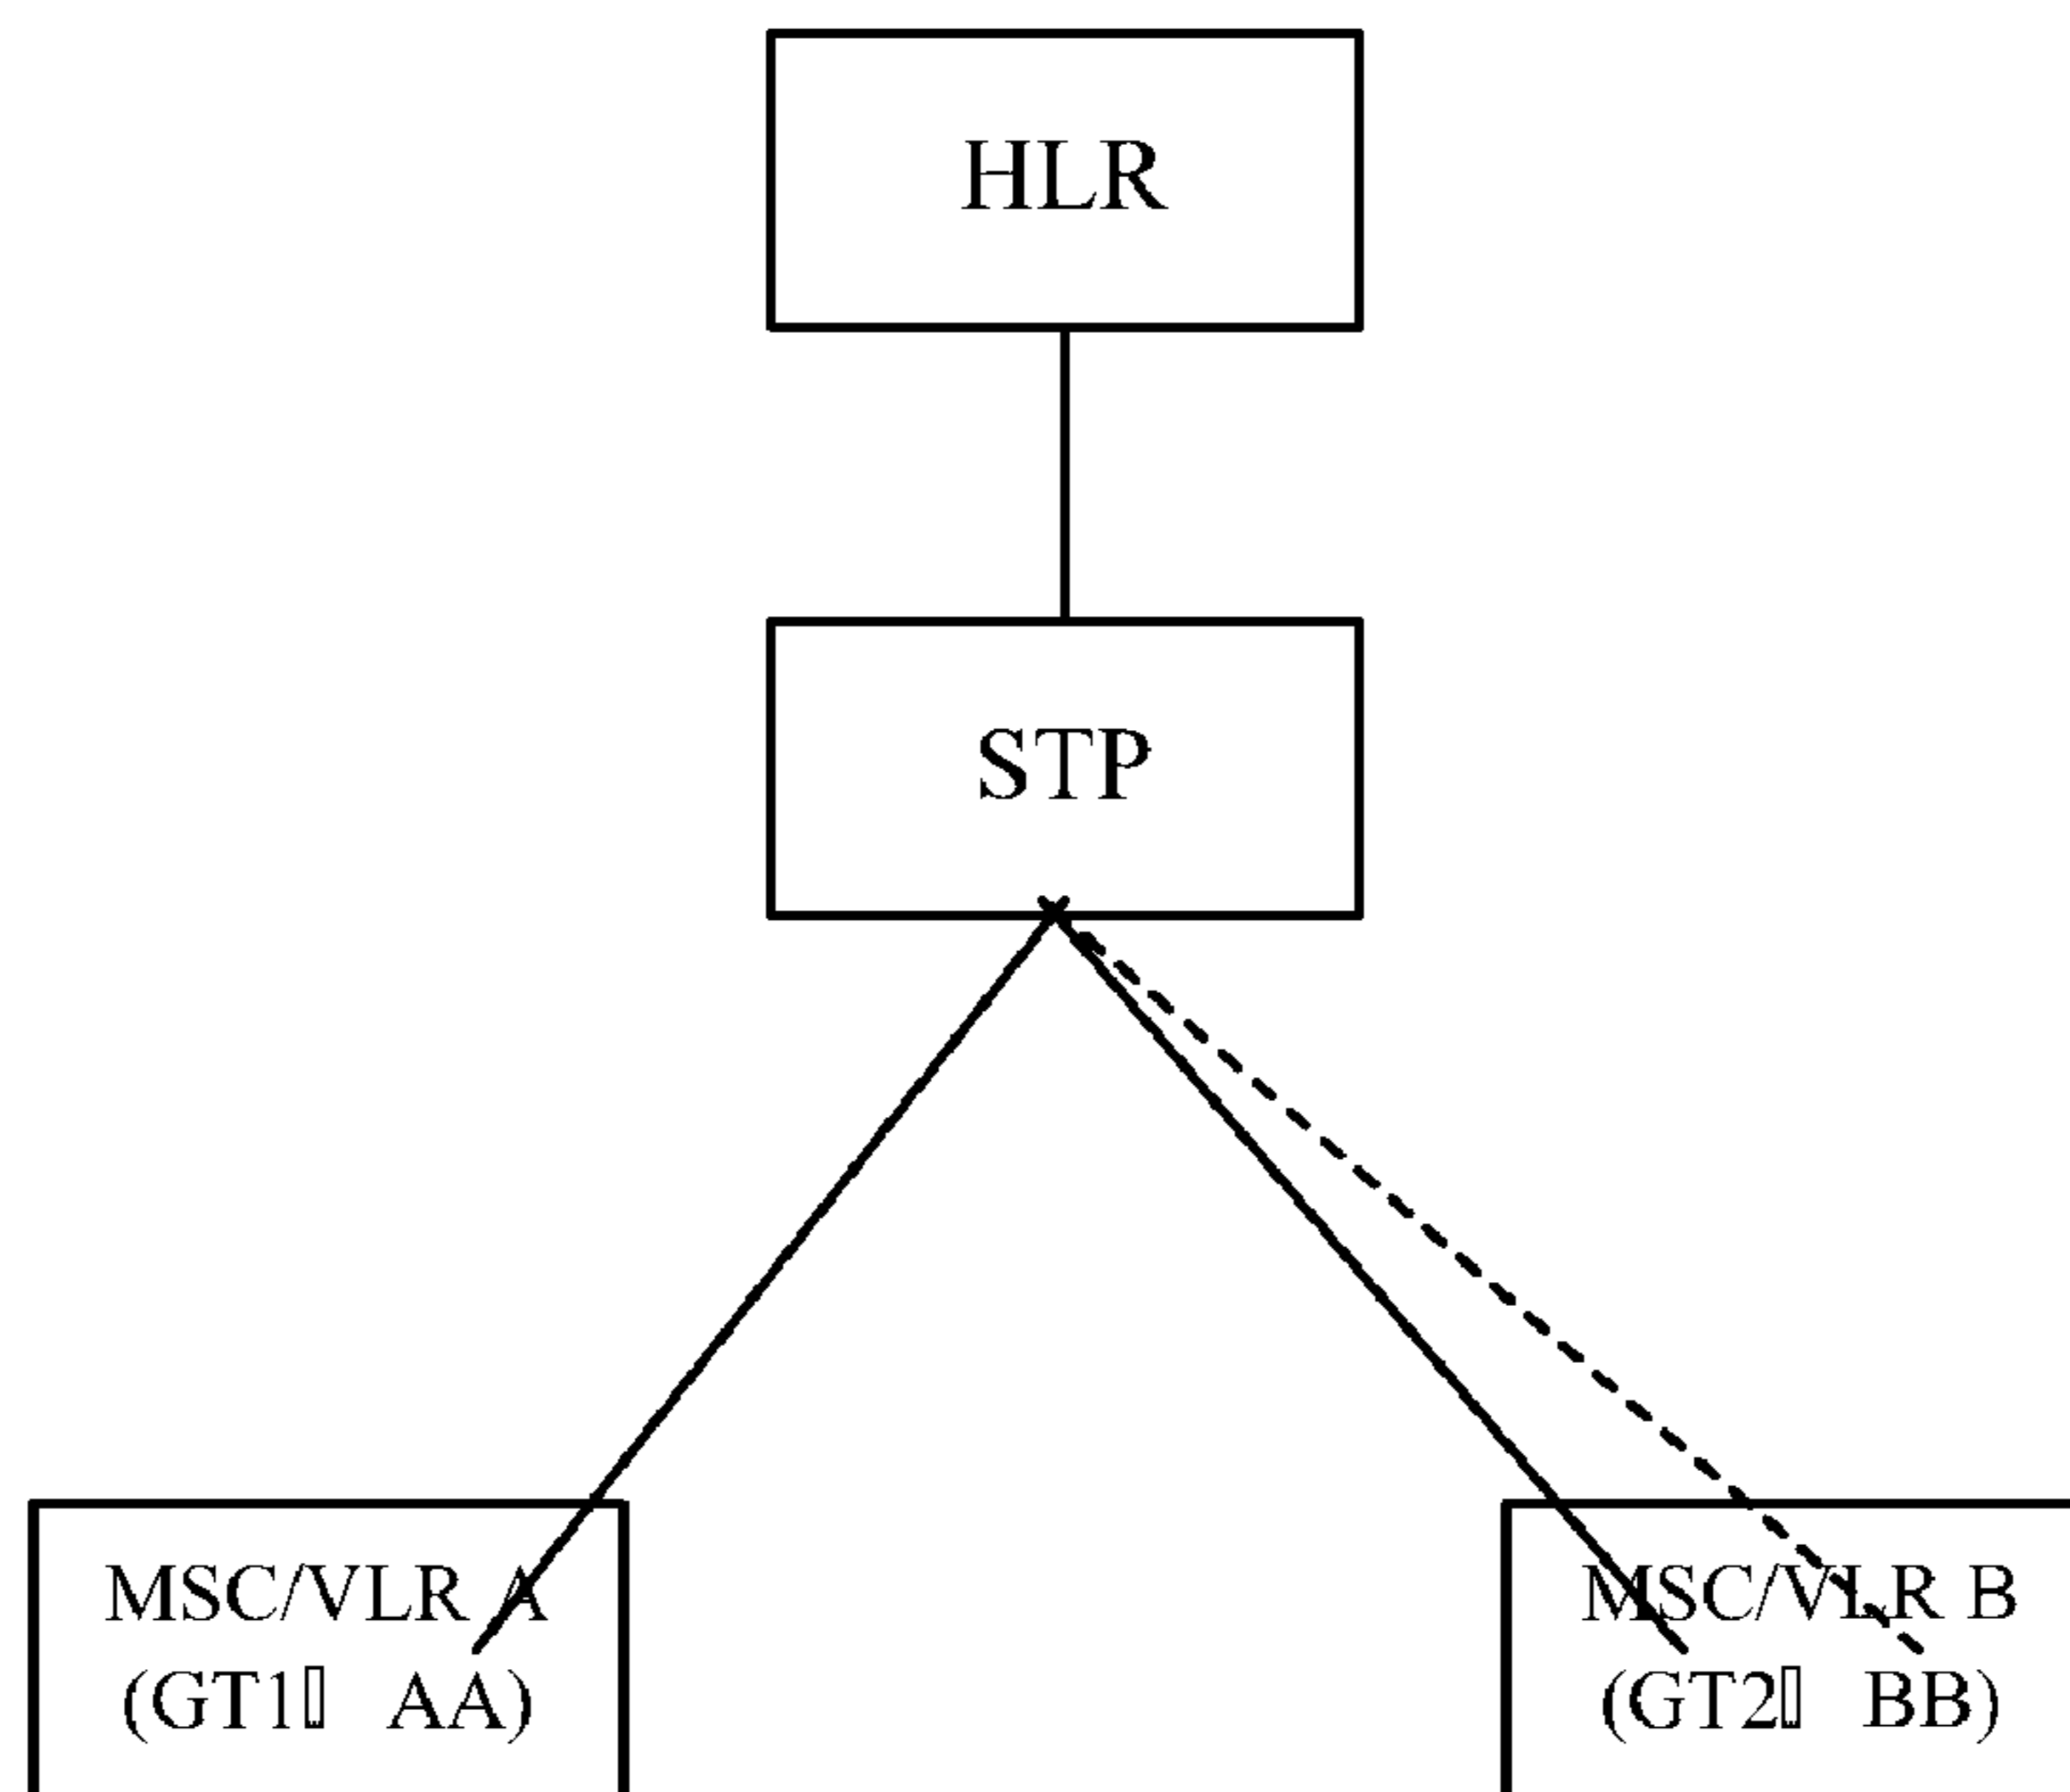 HLR
STP
MSC/VLR A
(GT1 AA)
MSC/VLR B
(GT2 BB)